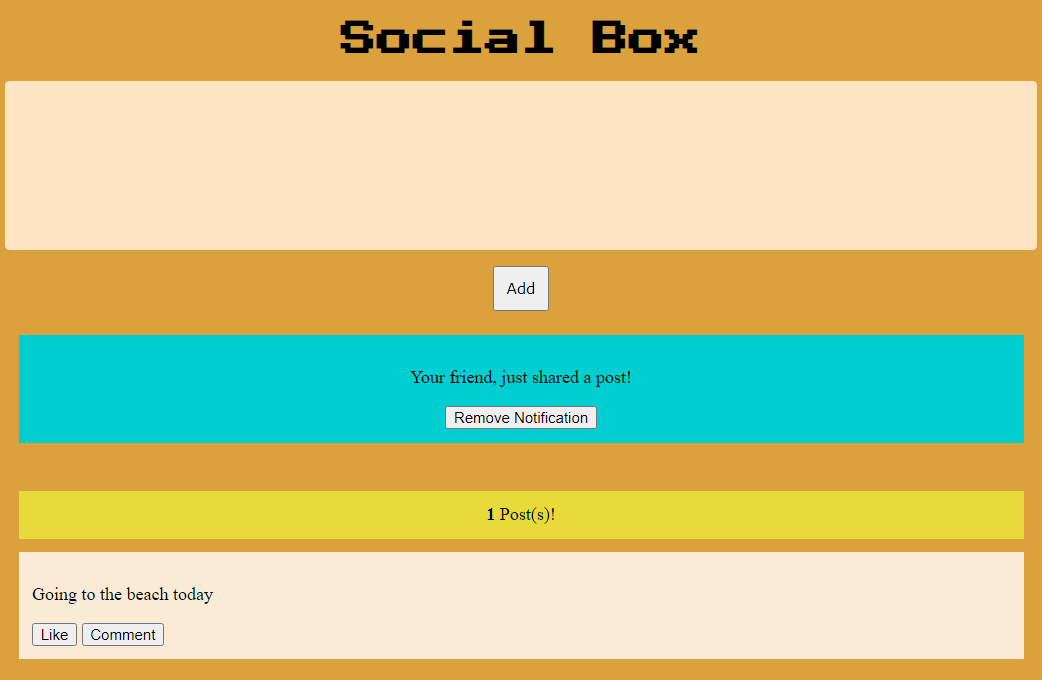 Social Box
Add
Your friend, just shared a post!
Remove Notification
1 Post(s)!
Going to the beach today
Like Comment